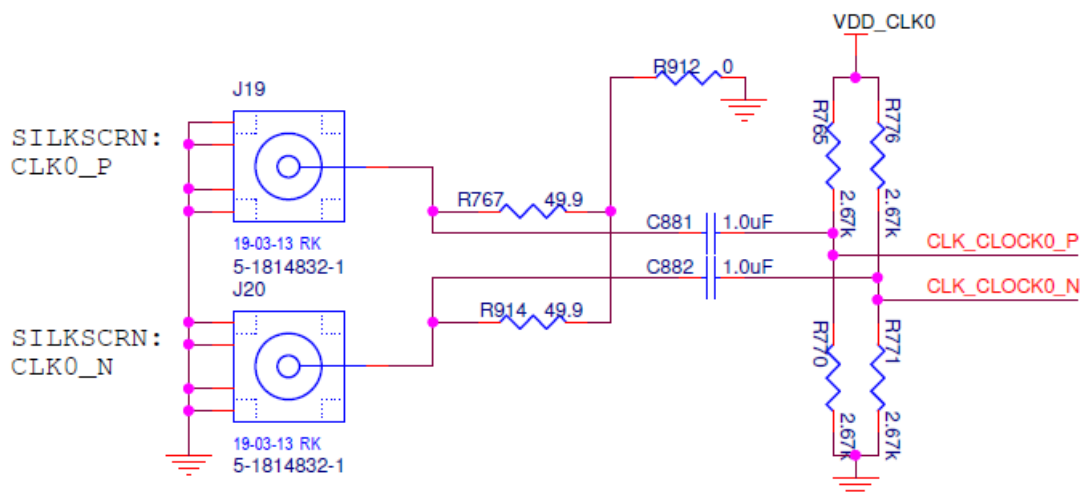 VDD_CLK0
R912 0
J19
R765
R776
SILKSCRN:
CLK0_P
R767 49.9
2.67k
2.67k
C881 1.0uF
19-03-13 RK
CLK_CLOCK0_P
5-1814832-1
C882 1.0uF
J20
CLK_CLOCK0_N
R914 49.9
SILKSCRN:
CLK0_N
R770
R771
2.67k
2.67k
19-03-13 RK
5-1814832-1